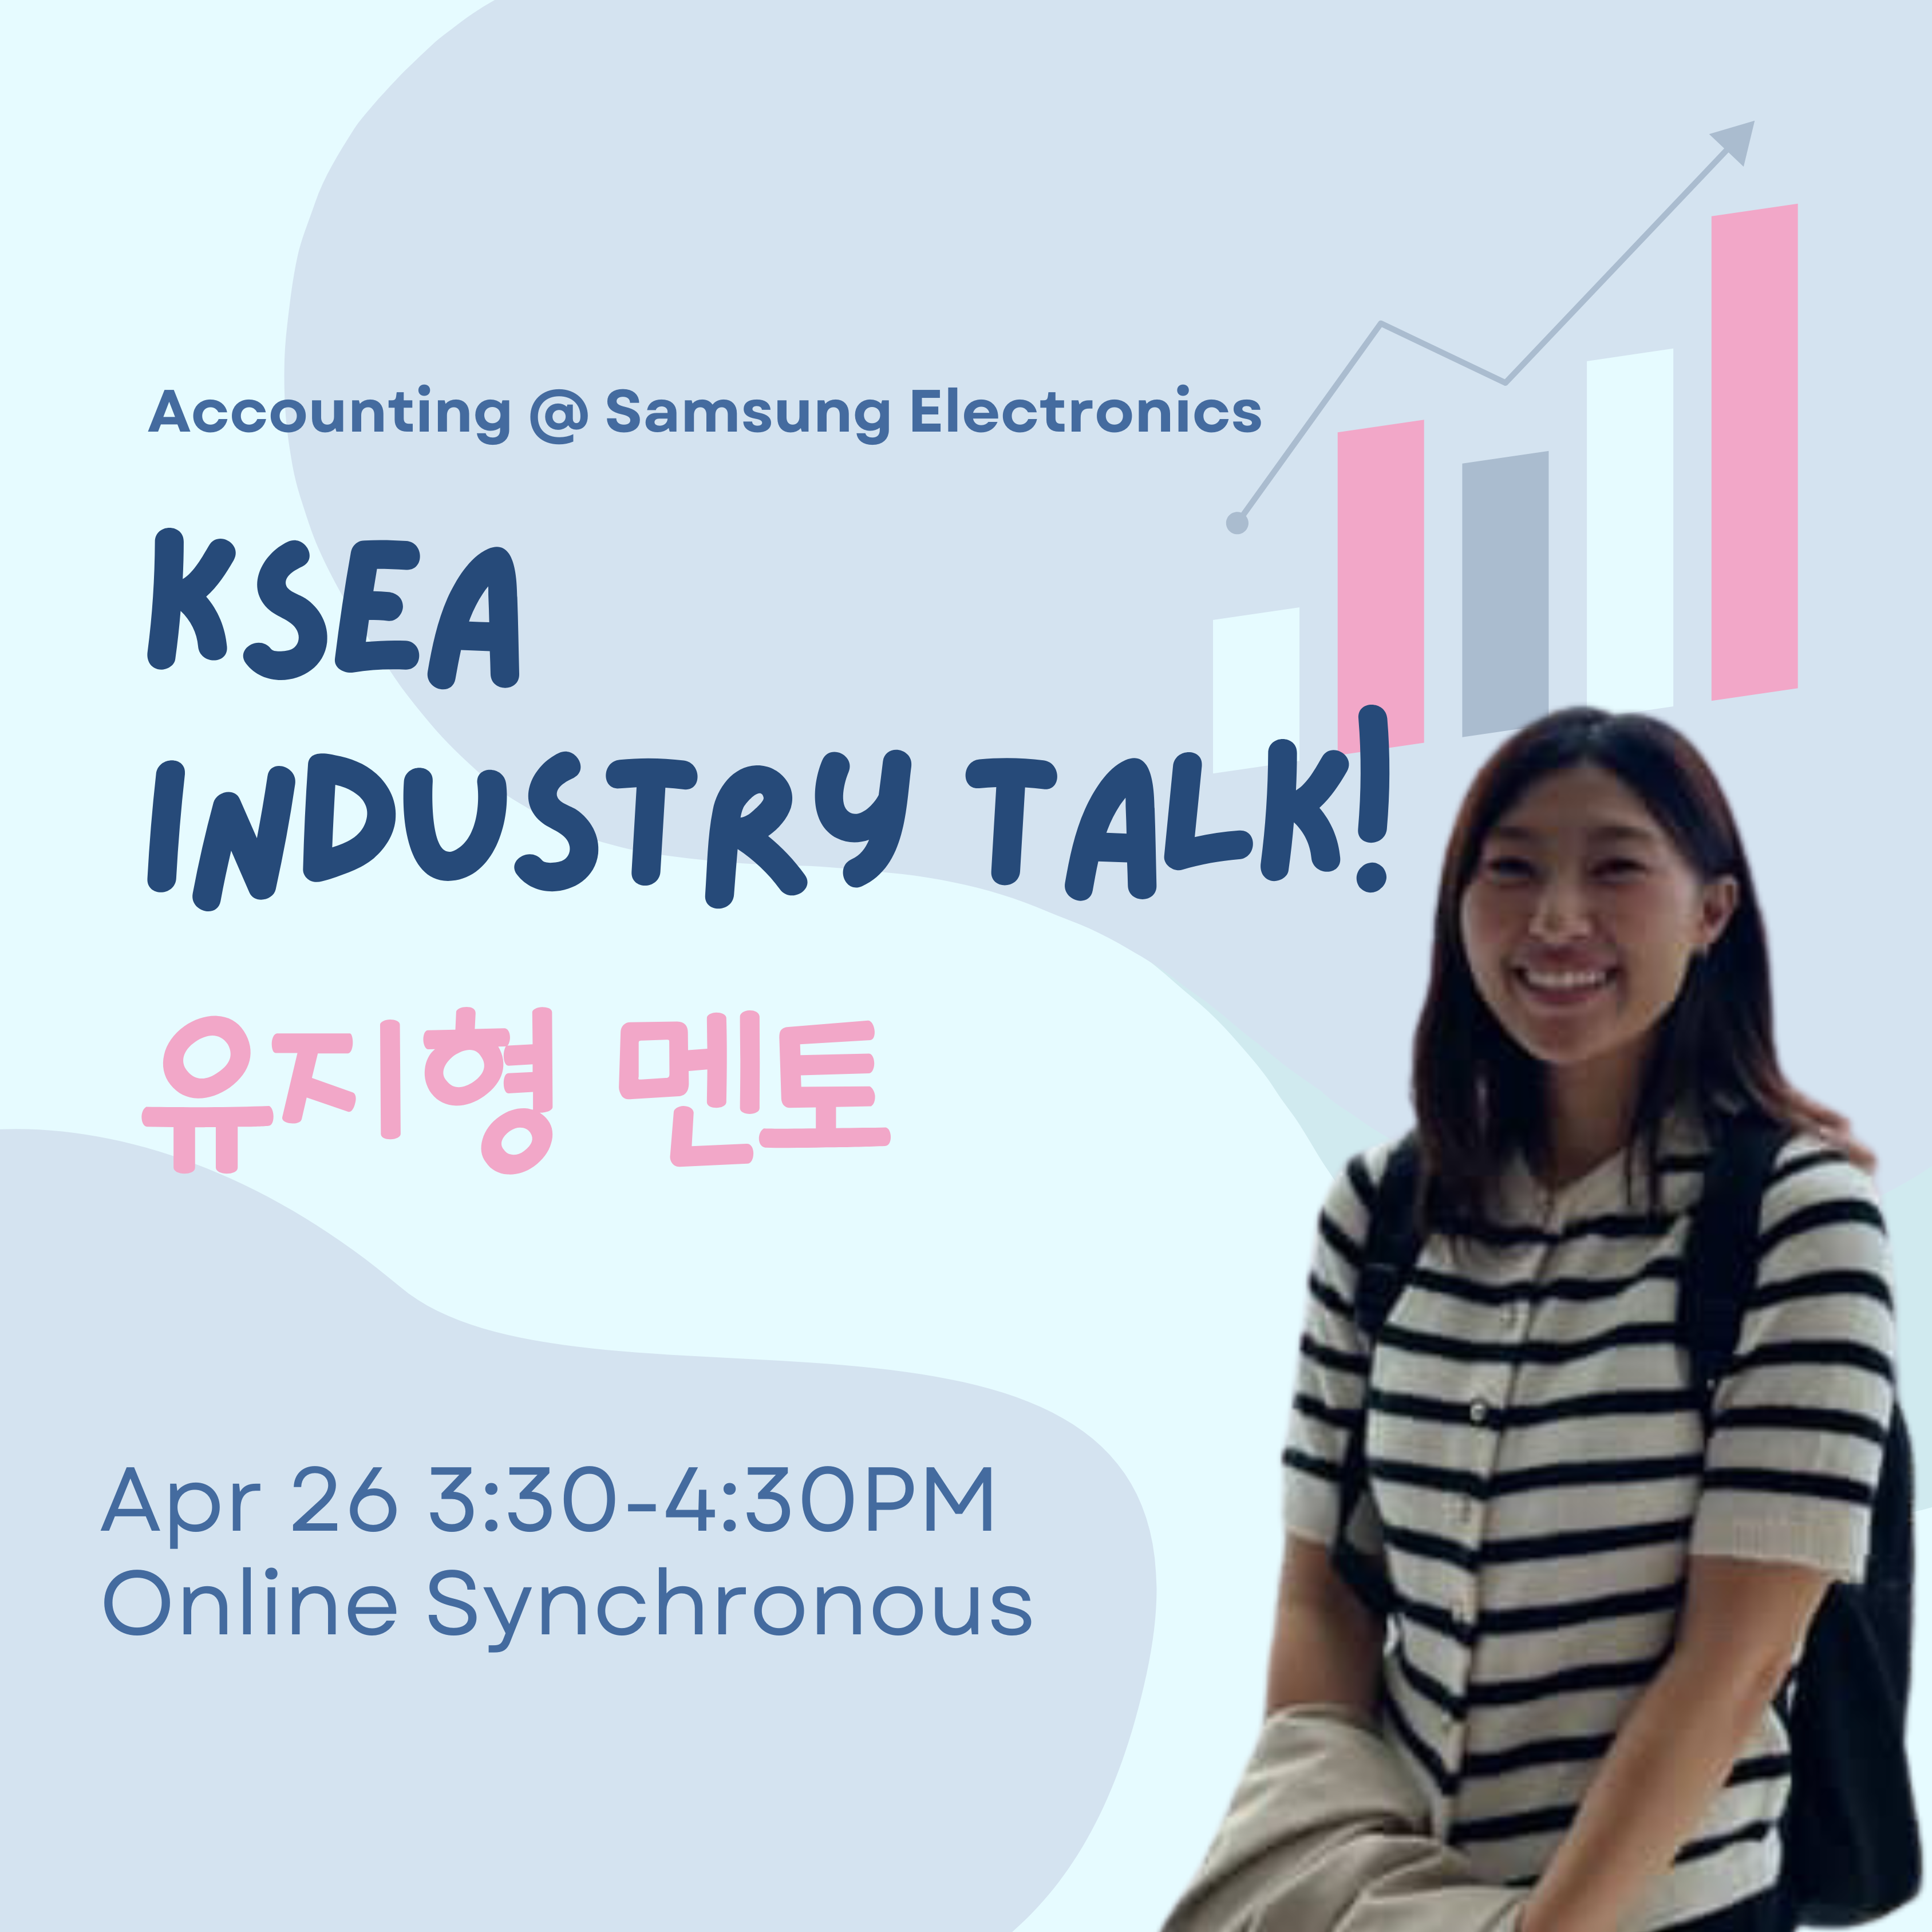 Accounting @ Samsung Electronics
KSEA
INDUSTRY TALK!
유지형 멘토
Apr 26 3:30-4:30PM
Online Synchronous